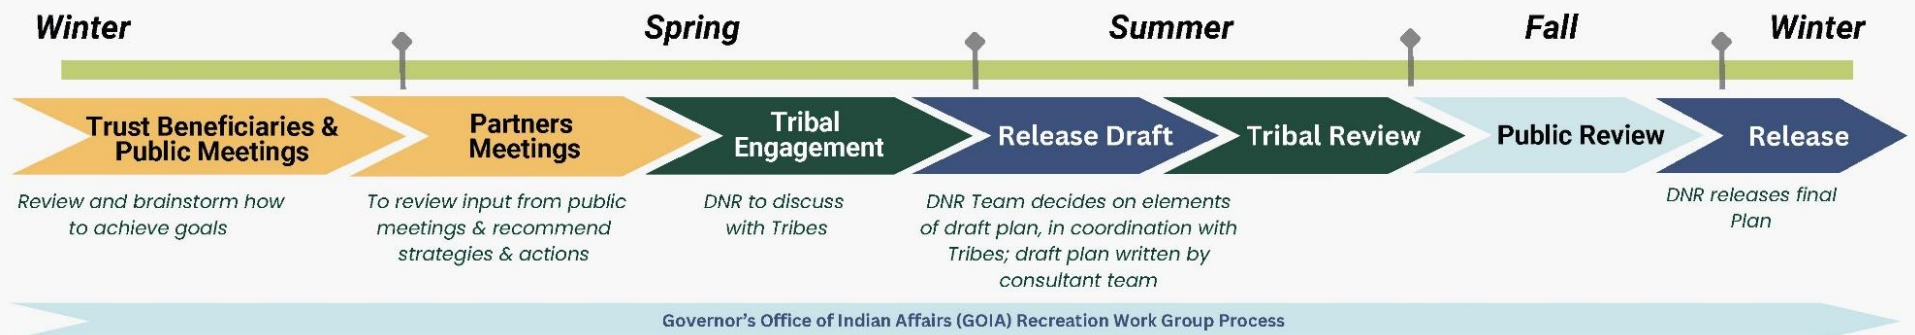 Winter
Spring
Summer
Fall
Winter
Trust Beneficiaries &
Public Meetings
Partners
Meetings
Tribal
Engagement
Release Draft
Tribal Review
Public Review
Release
Review and brainstorm how
to achieve goals
To review input from public
meetings & recommend
strategies & actions
DNR to discuss
with Tribes
DNR Team decides on elements
of draft plan, in coordination with
Tribes; draft plan written by
consultant team
DNR releases final
Plan
Governor's Office of Indian Affairs (GOIA) Recreation Work Group Process